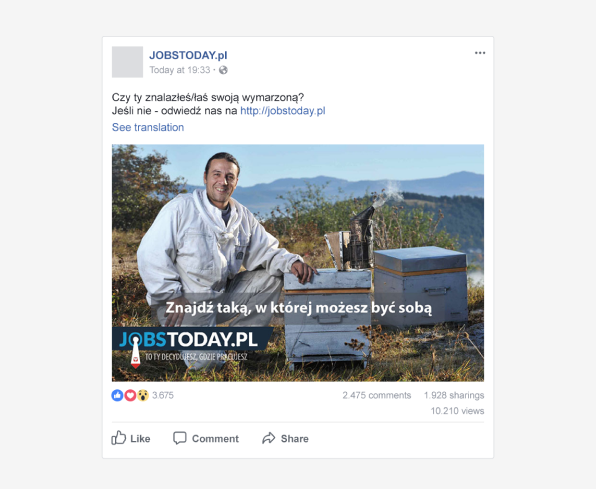 JOBSTODAY.pl
Today at 19:33 ·
Czy ty znalazłeś/łaś swoją wymarzoną?
Jeśli nie - odwiedź nas na http://jobstoday.pl
See translation
Znajdź taką, w której możesz być sobą
JOBSTODAY.PL
TO TY DECYDUJESZ, GDZIE PRACUJESZ
3.675 2.475 comments 1.928 sharings
10.210 views
Like Comment Share